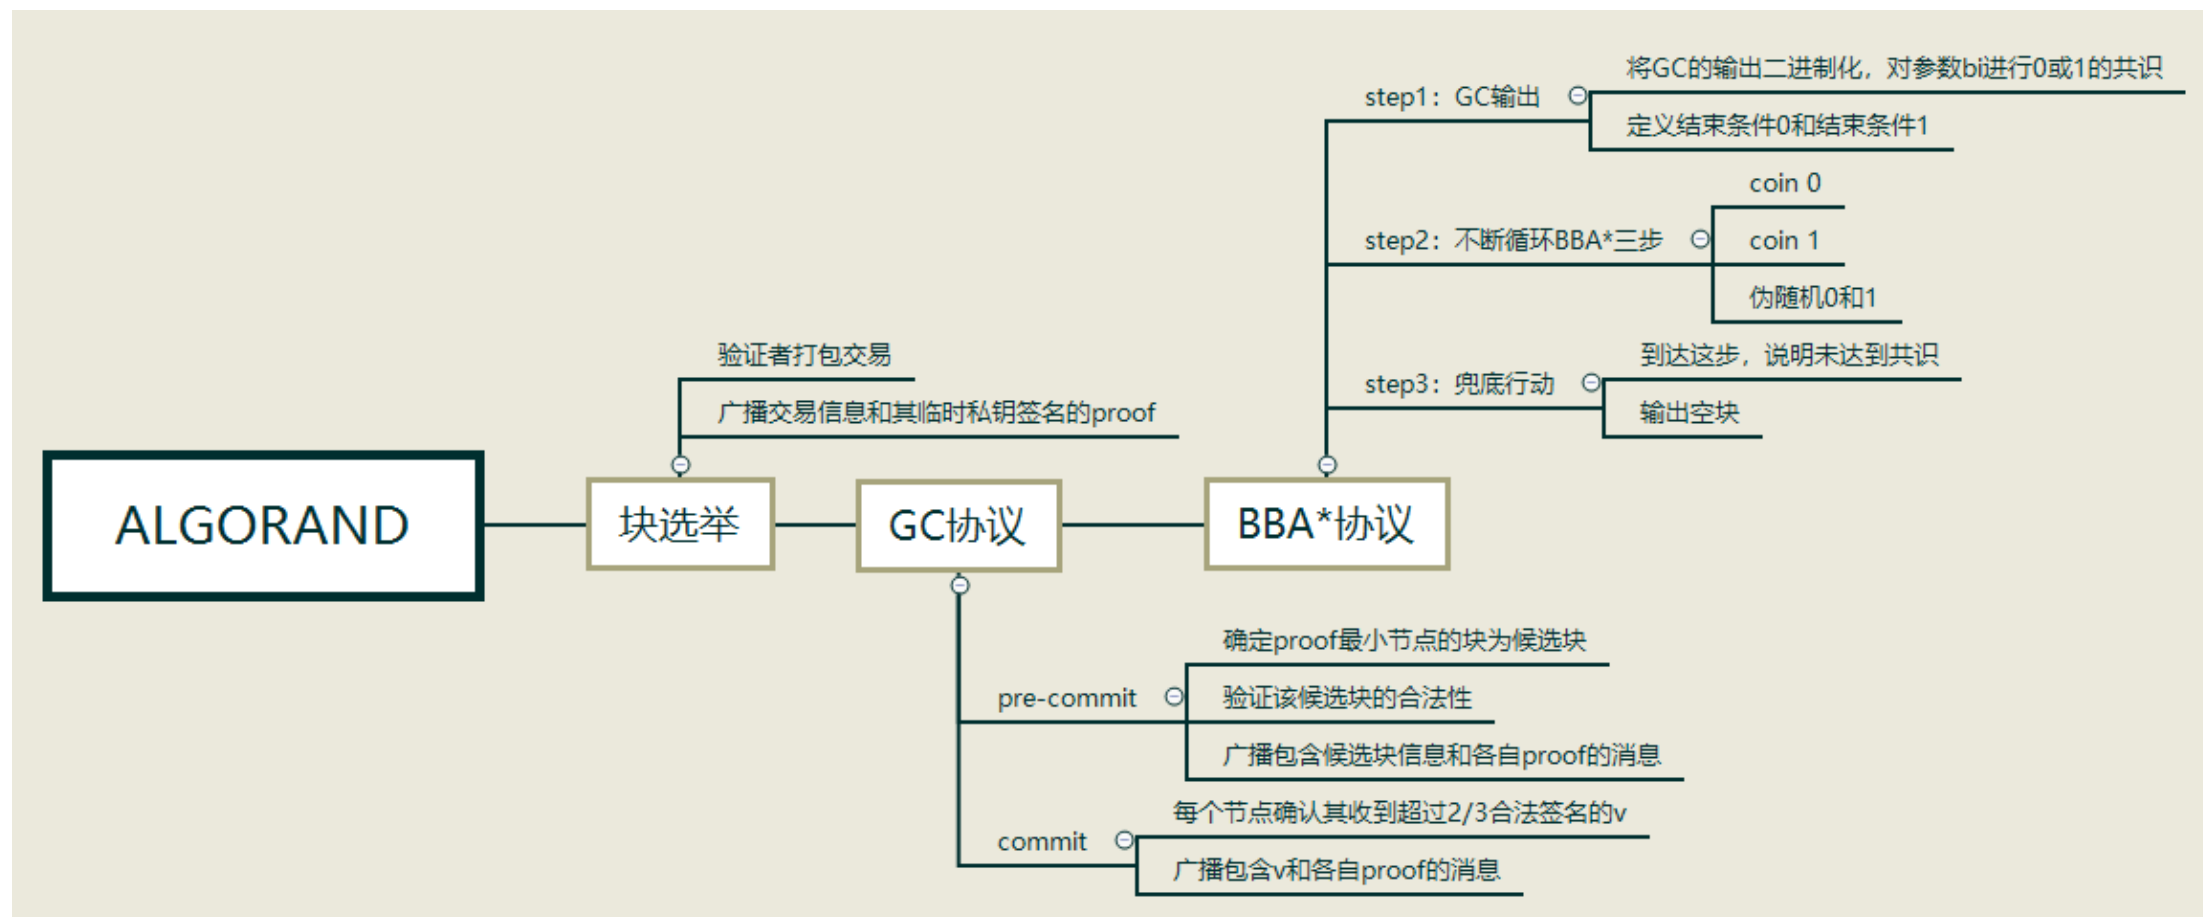 ALGORAND
块选举
验证者打包交易
广播交易信息和其临时私钥签名的proof
GC协议
pre-commit
确定proof最小节点的块为候选块
验证该候选块的合法性
广播包含候选块信息和各自proof的消息
commit
每个节点确认其收到超过2/3合法签名的v
广播包含v和各自proof的消息
BBA*协议
step1：GC输出
将GC的输出二进制化，对参数bi进行0或1的共识
定义结束条件0和结束条件1
step2：不断循环BBA*三步
coin 0
coin 1
伪随机0和1
step3：兜底行动
到达这步，说明未达到共识
输出空块